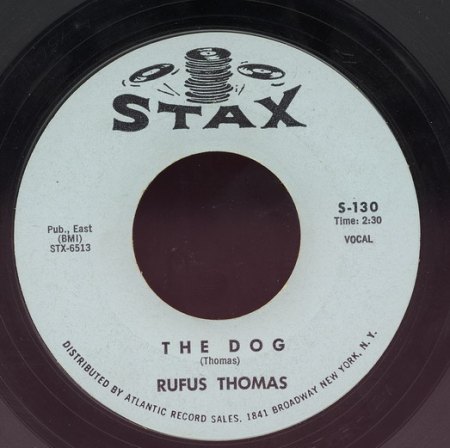 STAX
Pub., East
(BMI)
STX-6513
S-130
Time: 2:30
VOCAL
THE DOG
(Thomas)
RUFUS THOMAS
DISTRIBUTED BY ATLANTIC RECORD SALES. 1841 BROADWAY NEW YORK, N. Y.